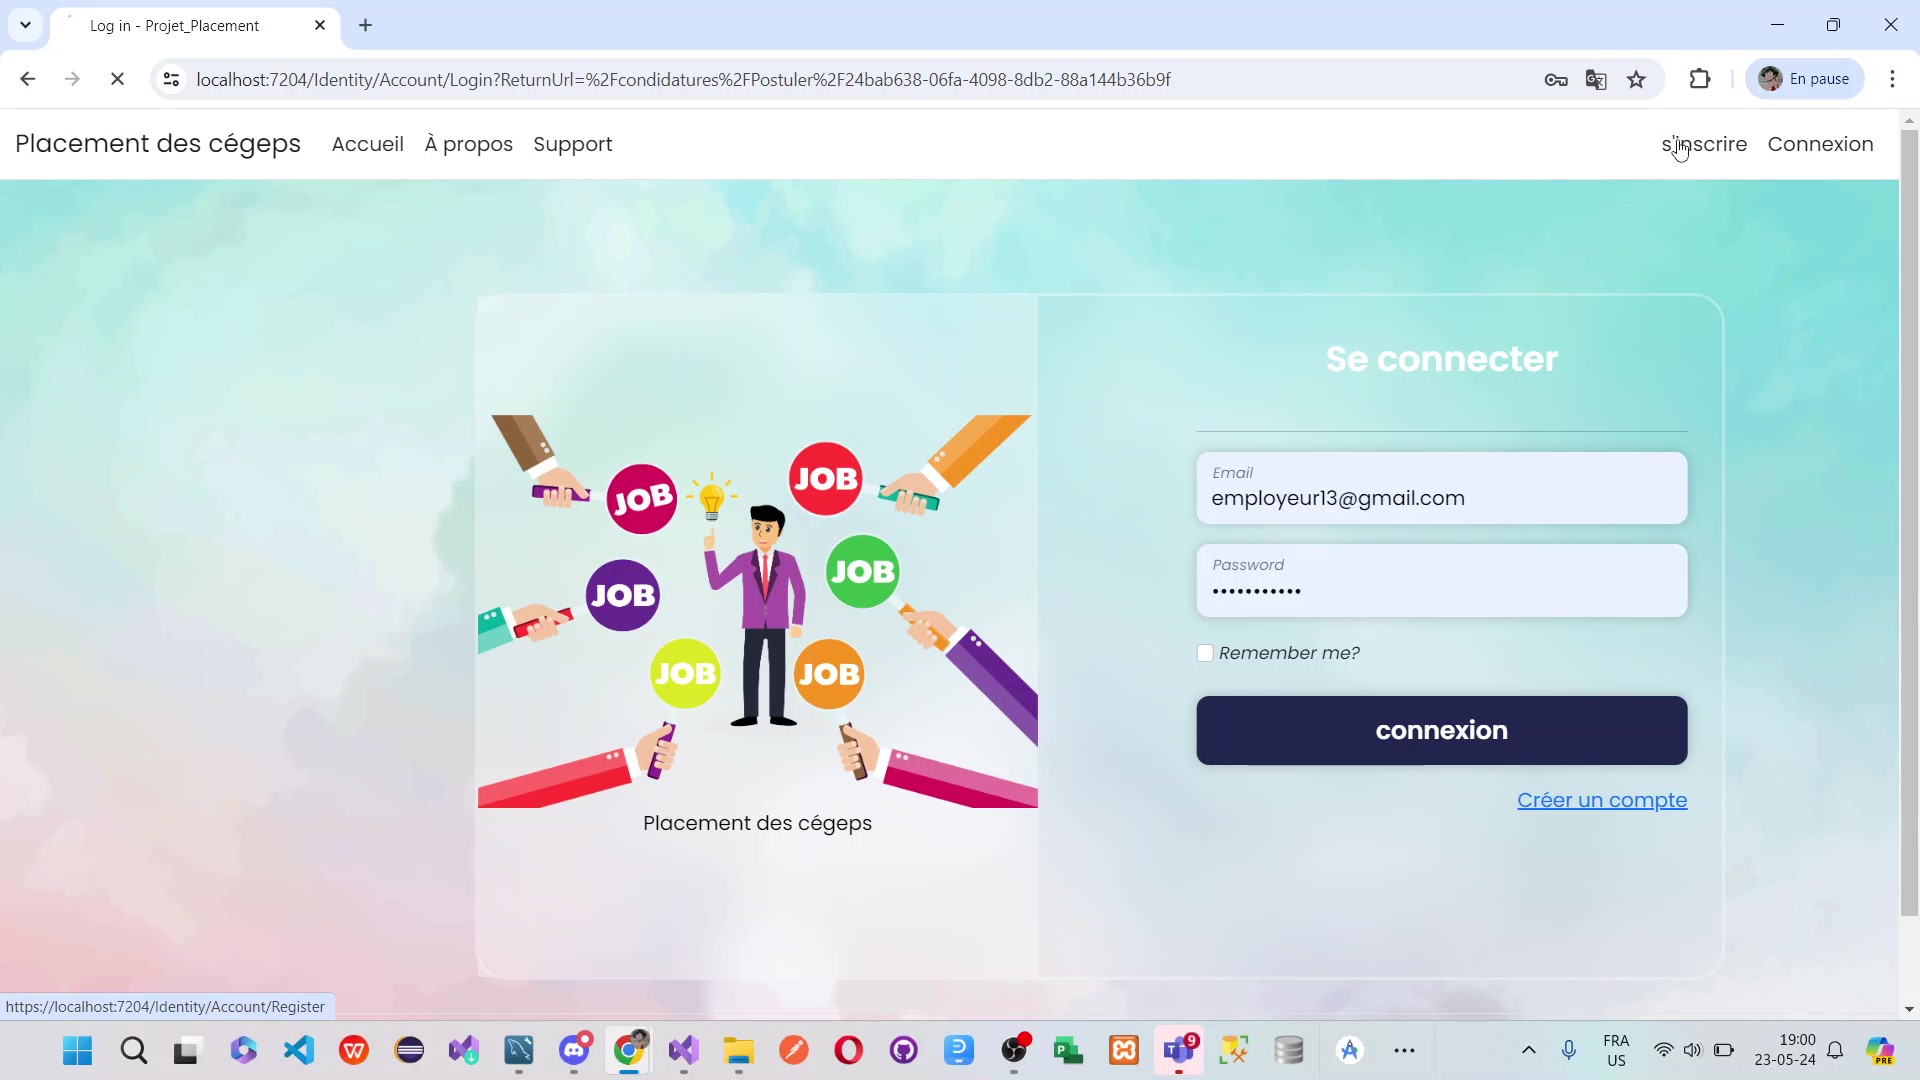 Log in - Projet_Placement
localhost:7204/Identity/Account/Login?ReturnUrl=%2Fcondidatures%2FPostuler%2F24bab638-06fa-4098-8db2-88a144b36b9f
En pause
Placement des cégeps Accueil À propos Support s'inscrire Connexion
Se connecter
Email
employeur13@gmail.com
Password
•••••••••••
Remember me?
connexion
Créer un compte
JOB
JOB
JOB
JOB
JOB
JOB
Placement des cégeps
https://localhost:7204/Identity/Account/Register
9
FRA
US
19:00
23-05-24
PRE